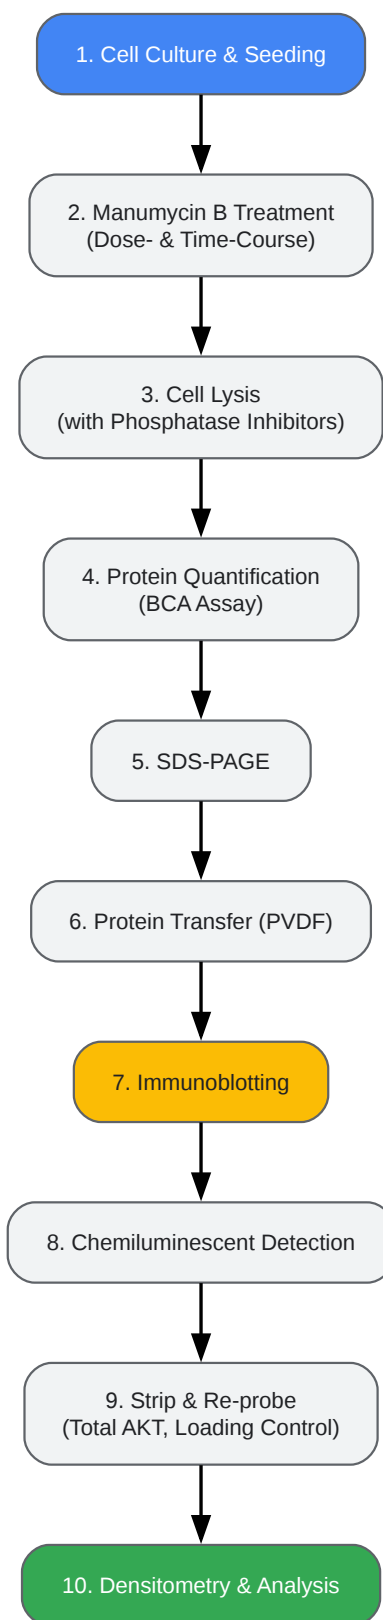 1. Cell Culture & Seeding
2. Manumycin B Treatment
(Dose- & Time-Course)
3. Cell Lysis
(with Phosphatase Inhibitors)
4. Protein Quantification
(BCA Assay)
5. SDS-PAGE
6. Protein Transfer (PVDF)
7. Immunoblotting
8. Chemiluminescent Detection
9. Strip & Re-probe
(Total AKT, Loading Control)
10. Densitometry & Analysis